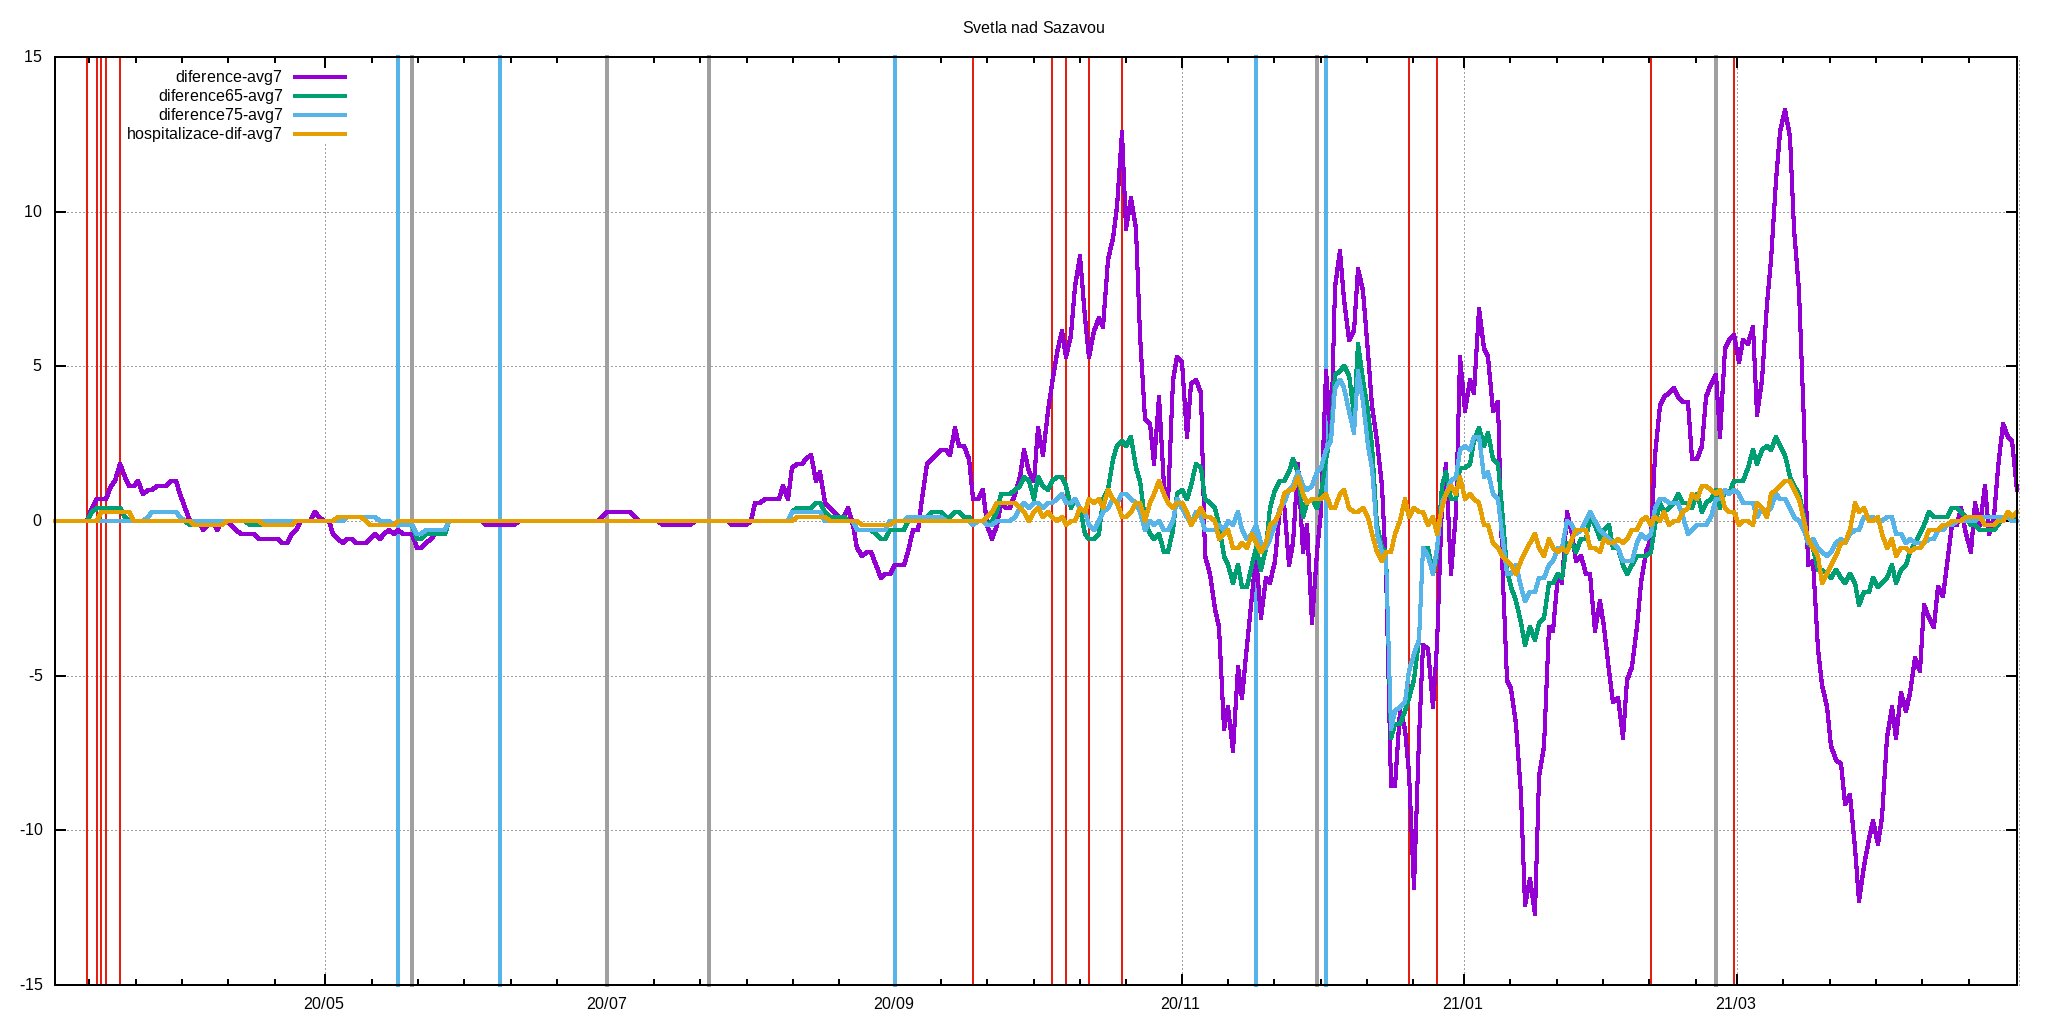 Svetla nad Sazavou
15
10
5
0
-5
-10
-15
diference-avg7
diference65-avg7
diference75-avg7
hospitalizace-dif-avg7
20/05
20/07
20/09
20/11
21/01
21/03